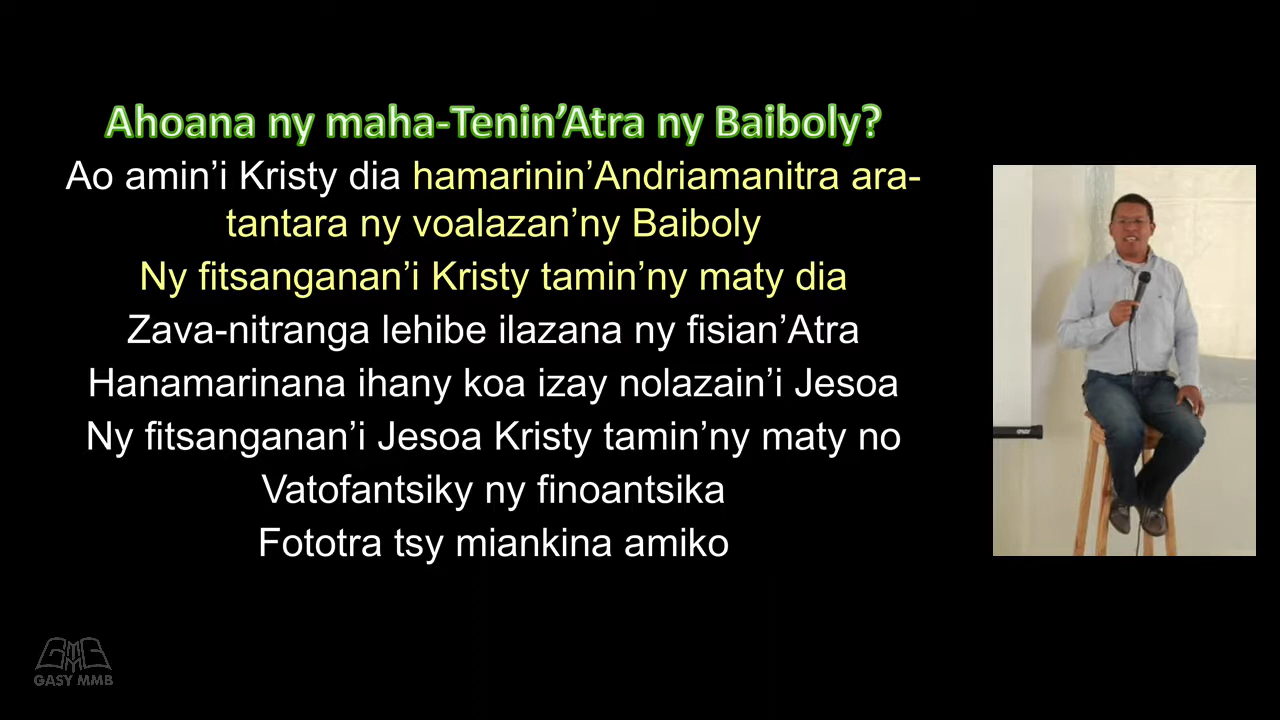 Ahoana ny maha-Tenin’Atra ny Baiboly?
Ao amin’i Kristy dia hamarinin’Andriamanitra ara-
tantara ny voalazan’ny Baiboly
Ny fitsanganan’i Kristy tamin’ny maty dia
Zava-nitranga lehibe ilazana ny fisian’Atra
Hanamarinana ihany koa izay nolazain’i Jesoa
Ny fitsanganan’i Jesoa Kristy tamin’ny maty no
Vatofantsiky ny finoantsika
Fototra tsy miankina amiko
GASY MMB